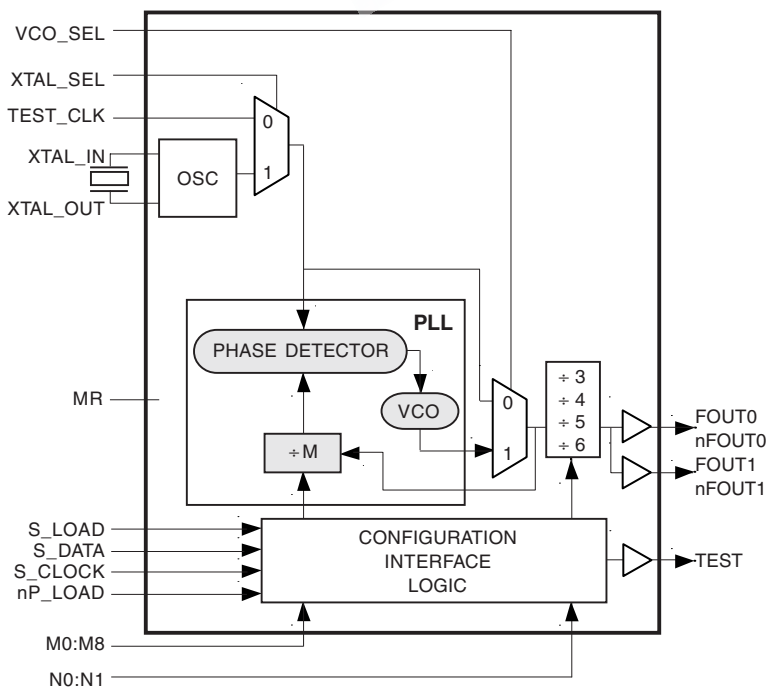 VCO_SEL
XTAL_SEL
TEST_CLK
0
XTAL_IN
OSC
1
XTAL_OUT
PLL
PHASE DETECTOR
÷ 3
÷ 4
÷ 5
÷ 6
MR
VCO
0
1
FOUT0
nFOUT0
FOUT1
nFOUT1
÷ M
S_LOAD
S_DATA
S_CLOCK
nP_LOAD
CONFIGURATION
INTERFACE
LOGIC
TEST
M0:M8
N0:N1